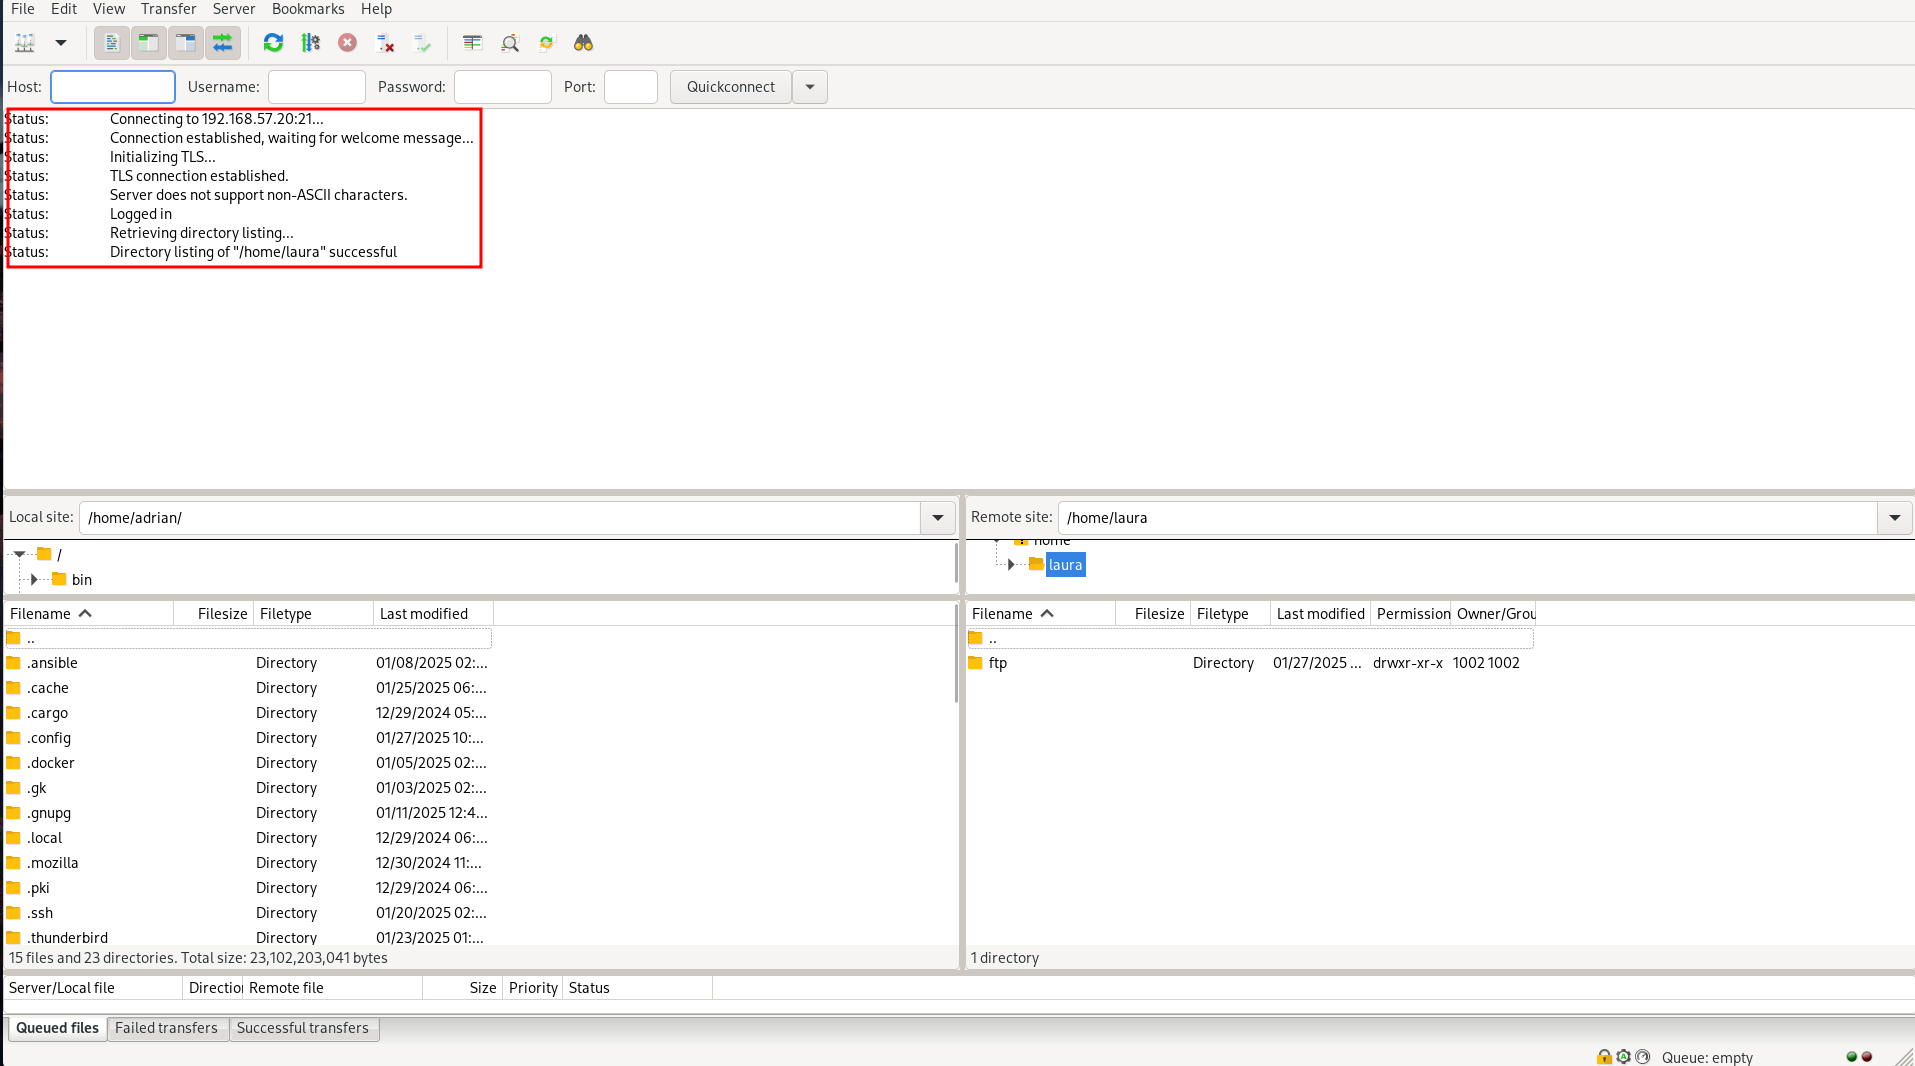 File Edit View Transfer Server Bookmarks Help
Host: Username: Password: Port: Quickconnect
Status: Connecting to 192.168.57.20:21...
Status: Connection established, waiting for welcome message...
Status: Initializing TLS...
Status: TLS connection established.
Status: Server does not support non-ASCII characters.
Status: Logged in
Status: Retrieving directory listing...
Status: Directory listing of "/home/laura" successful
Local site: /home/adrian/
/
bin
Remote site: /home/laura
home
laura
Filename Filesize Filetype Last modified
..
.ansible Directory 01/08/2025 02:...
.cache Directory 01/25/2025 06:...
.cargo Directory 12/29/2024 05:...
.config Directory 01/27/2025 10:...
.docker Directory 01/05/2025 02:...
.gk Directory 01/03/2025 02:...
.gnupg Directory 01/11/2025 12:4...
.local Directory 12/29/2024 06:...
.mozilla Directory 12/30/2024 11:...
.pki Directory 12/29/2024 06:...
.ssh Directory 01/20/2025 02:...
.thunderbird Directory 01/23/2025 01:...
15 files and 23 directories. Total size: 23,102,203,041 bytes
Filename Filesize Filetype Last modified Permission Owner/Grou
..
ftp Directory 01/27/2025 ... drwxr-xr-x 1002 1002
1 directory
Server/Local file Direction Remote file Size Priority Status
Queued files Failed transfers Successful transfers
Queue: empty